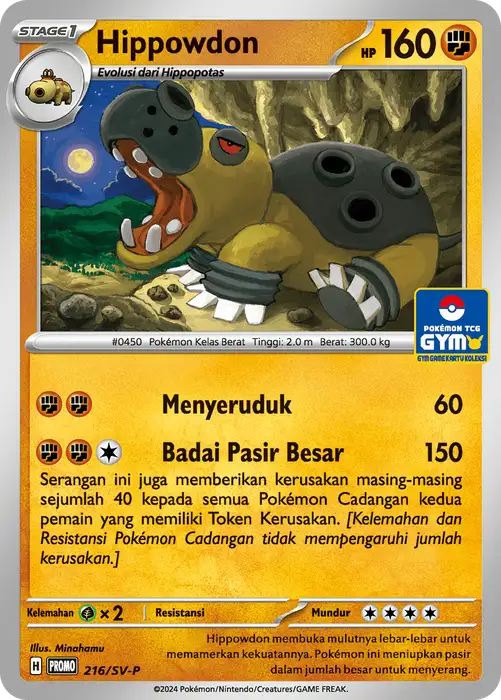 STAGE1
Hippowdon
HP 160
Evolusi dari Hippopotas
#0450 Pokémon Kelas Berat Tinggi: 2.0 m Berat: 300.0 kg
POKÉMON TCG
GYM
GYM GAME KARTU KOLEKSI
Menyeruduk 60
Badai Pasir Besar 150
Serangan ini juga memberikan kerusakan masing-masing
sejumlah 40 kepada semua Pokémon Cadangan kedua
pemain yang memiliki Token Kerusakan. [Kelemahan dan
Resistansi Pokémon Cadangan tidak mempengaruhi jumlah
kerusakan.]
Kelemahan ×2 Resistansi Mundur
Illus. Minahamu
H PROMO 216/SV-P
Hippowdon membuka mulutnya lebar-lebar untuk
memamerkan kekuatannya. Pokémon ini meniupkan pasir
dalam jumlah besar untuk menyerang.
©2024 Pokémon/Nintendo/Creatures/GAME FREAK.